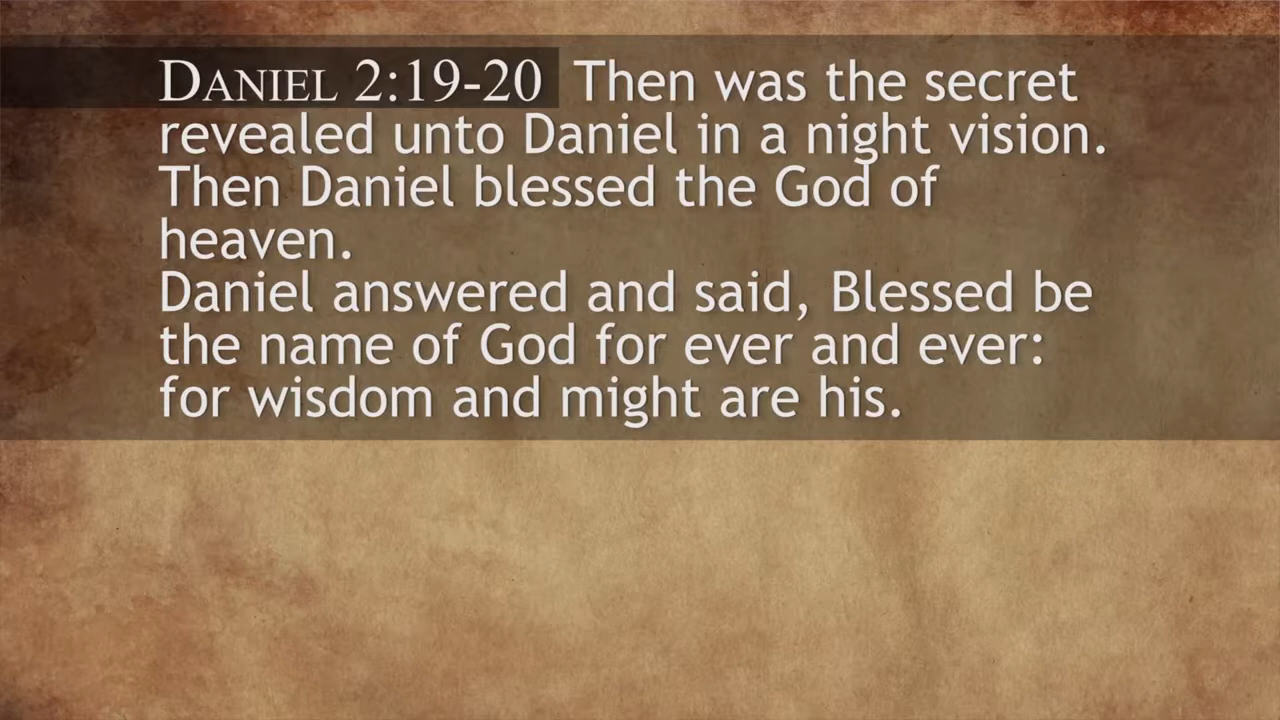 DANIEL 2:19-20 Then was the secret
revealed unto Daniel in a night vision.
Then Daniel blessed the God of
heaven.
Daniel answered and said, Blessed be
the name of God for ever and ever:
for wisdom and might are his.